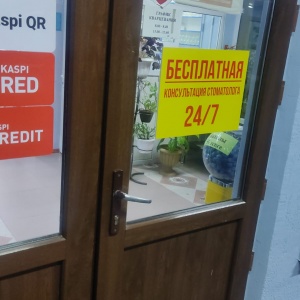 spi QR
KASPI
RED
SPI
REDIT
БЕСПЛАТНАЯ
КОНСУЛЬТАЦИЯ СТОМАТОЛОГА
24/7